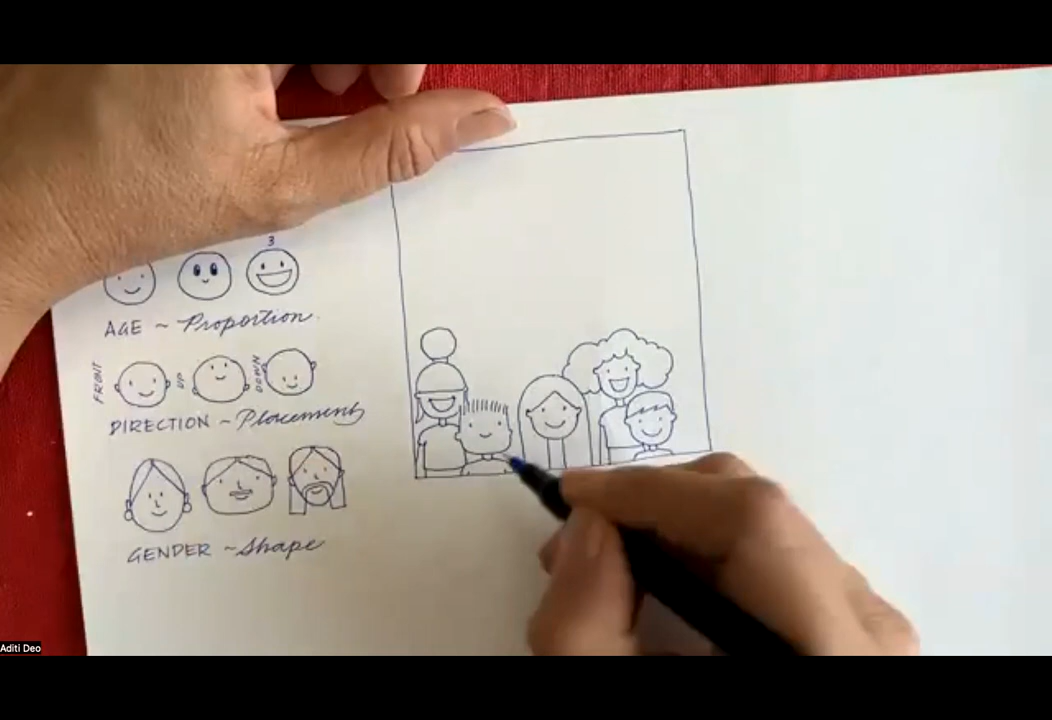 3
AGE ~ Proportion.
FRONT UP DOWN
DIRECTION ~ Placement
GENDER ~ Shape
Aditi Deo